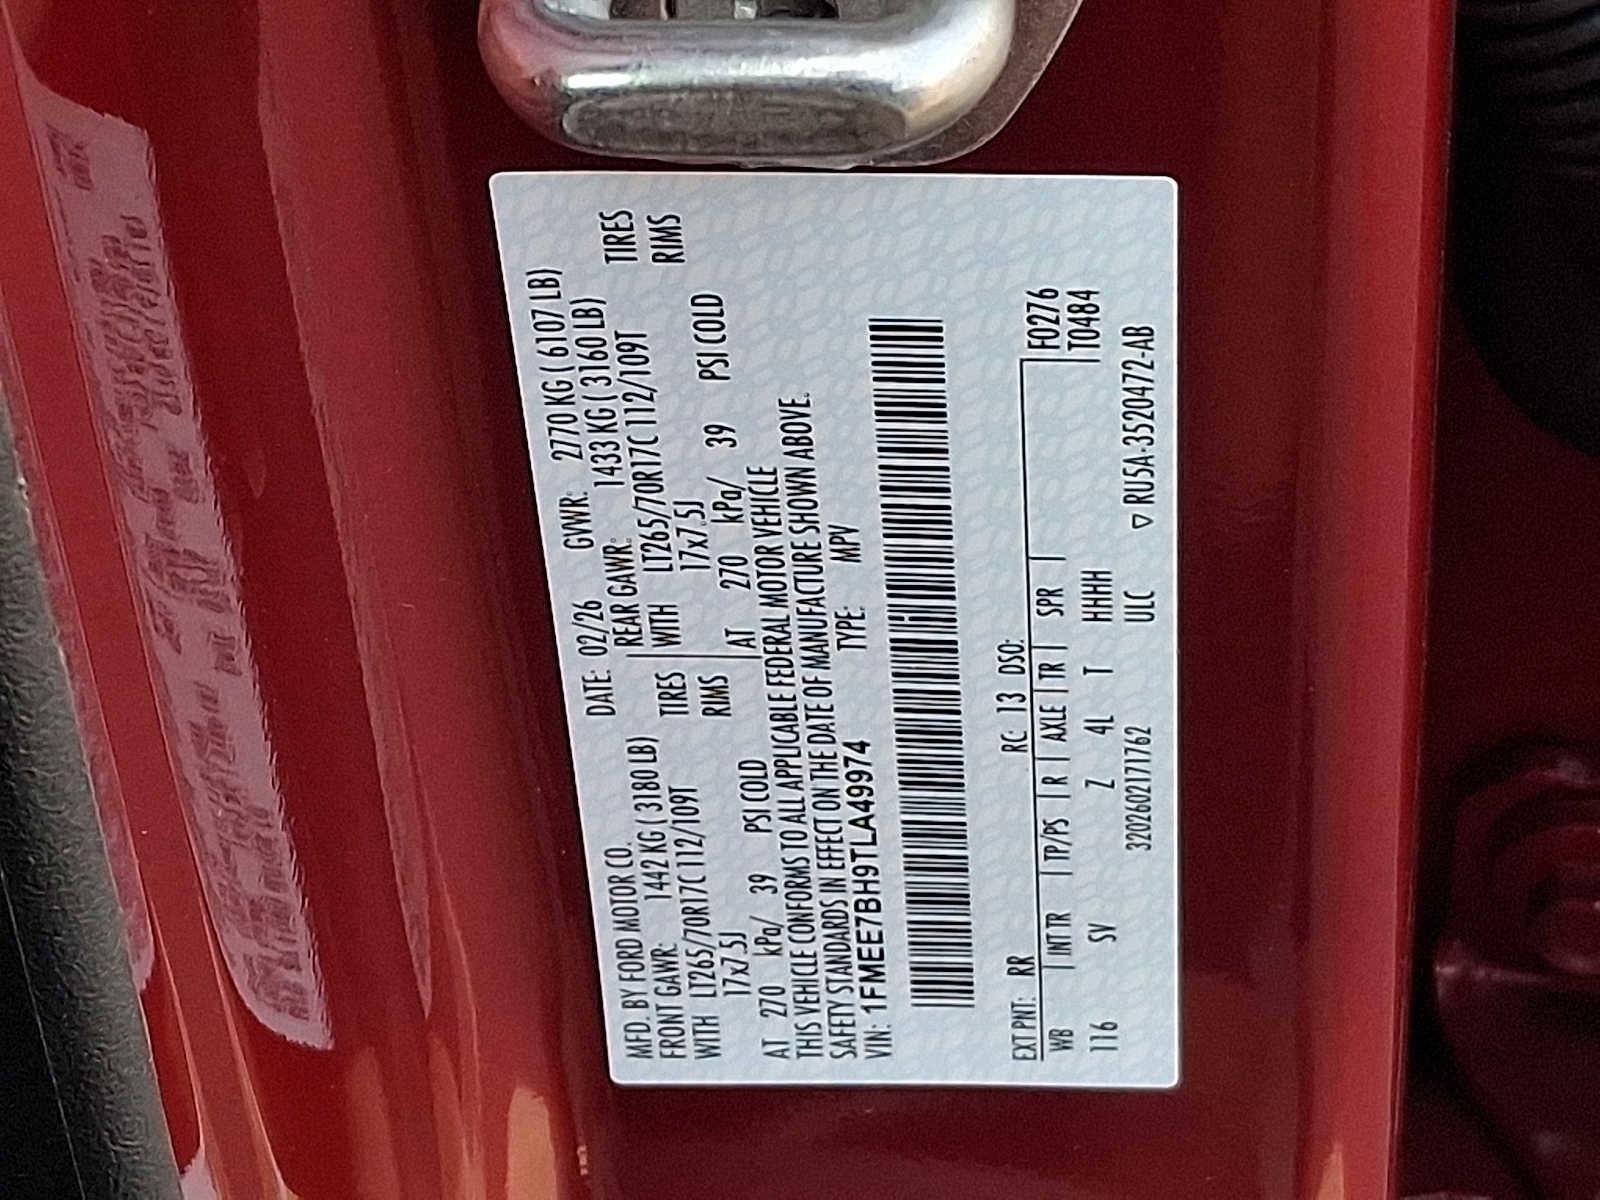 MFD. BY FORD MOTOR CO.
DATE: 02/26 GVWR: 2770 KG ( 6107 LB)
FRONT GAWR: 1442 KG ( 3180 LB) REAR GAWR: 1433 KG ( 3160 LB)
WITH LT265/70R17C 112/109T TIRES WITH LT265/70R17C 112/109T TIRES
17x7.5J RIMS 17x7.5J RIMS
AT 270 kPa/ 39 PSI COLD AT 270 kPa/ 39 PSI COLD
THIS VEHICLE CONFORMS TO ALL APPLICABLE FEDERAL MOTOR VEHICLE
SAFETY STANDARDS IN EFFECT ON THE DATE OF MANUFACTURE SHOWN ABOVE.
VIN: 1FMEE7BH9TLA49974 TYPE: MPV
EXT PNT: RR RC: 13 DSO: F0276
WB | INT TR | TP/PS | R | AXLE | TR | SPR | T0484
116 SV Z 4L T HHHH
3202602171762 ULC ▽ RU5A-3520472-AB